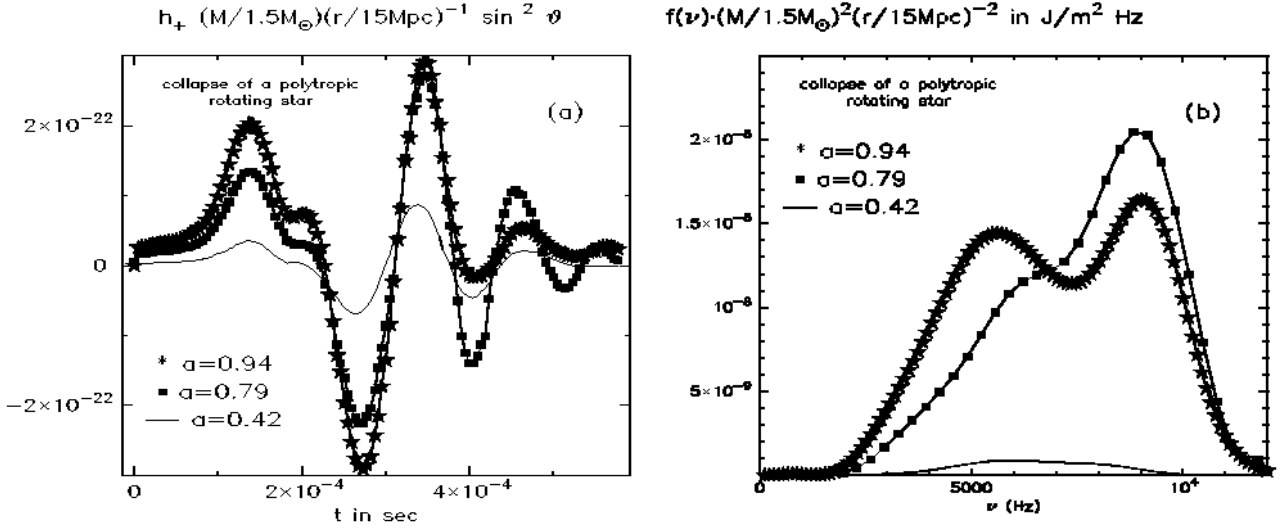 h₊ (M/1.5M☉)(r/15Mpc)⁻¹ sin² ϑ
collapse of a polytropic
rotating star
(a)
2×10⁻²²
0
−2×10⁻²²
* a=0.94
■ a=0.79
— a=0.42
0 2×10⁻⁴ 4×10⁻⁴
t in sec
f(ν)·(M/1.5M☉)²(r/15Mpc)⁻² in J/m² Hz
collapse of a polytropic
rotating star
(b)
* a=0.94
■ a=0.79
— a=0.42
2×10⁻⁸
1.5×10⁻⁸
10⁻⁸
5×10⁻⁹
0
0 5000 10⁴
ν (Hz)